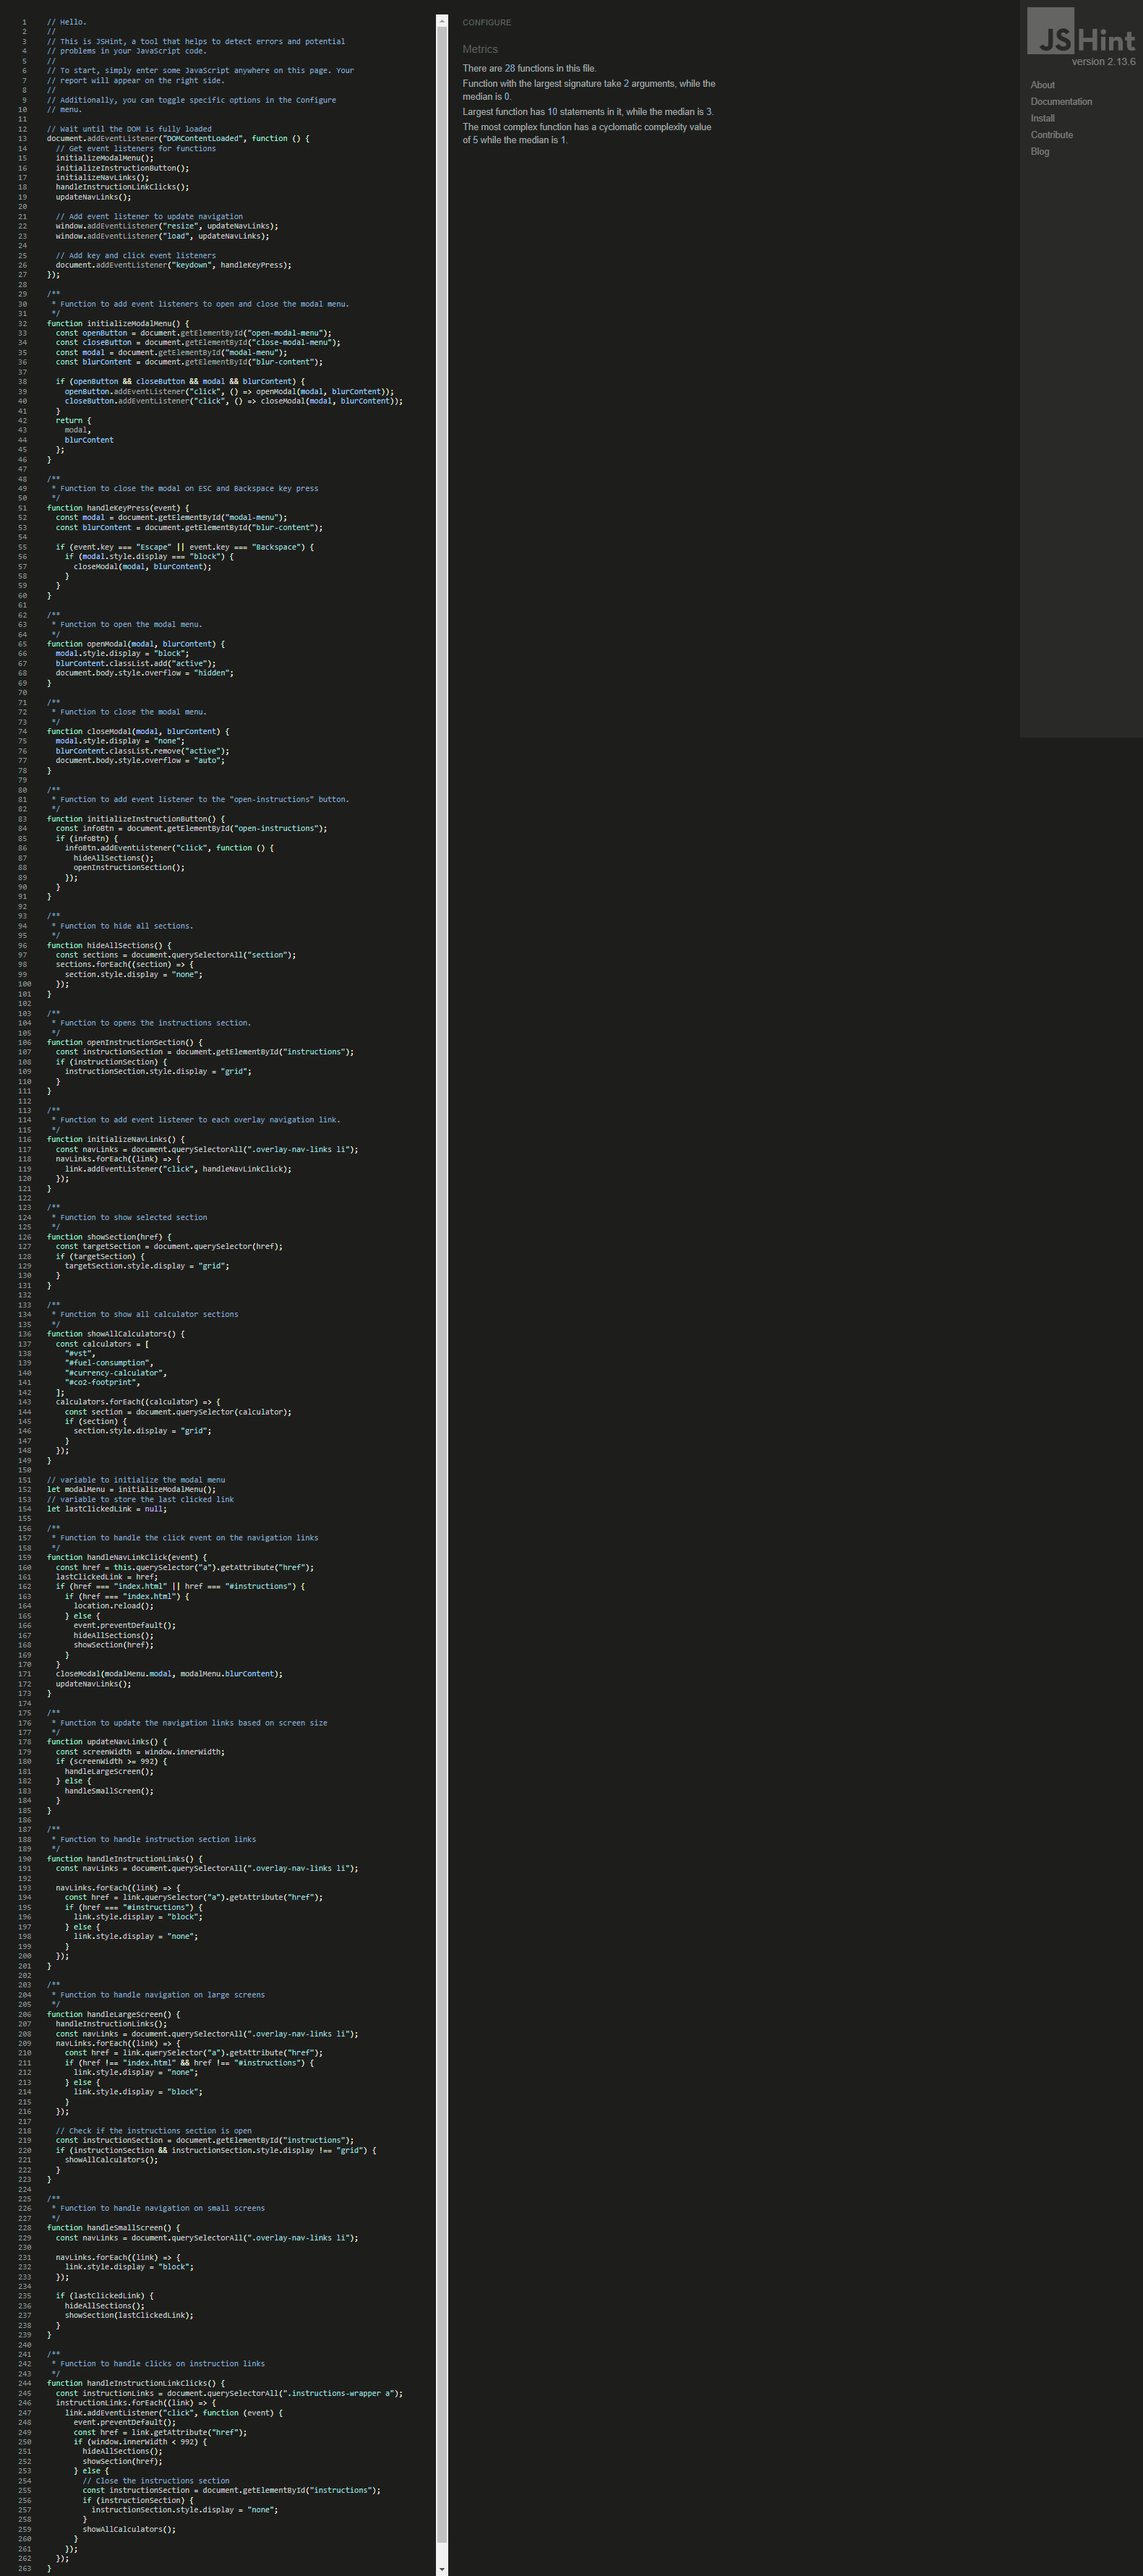 1 // Hello.
2 //
3 // This is JSHint, a tool that helps to detect errors and potential
4 // problems in your JavaScript code.
5 //
6 // To start, simply enter some JavaScript anywhere on this page. Your
7 // report will appear on the right side.
8 //
9 // Additionally, you can toggle specific options in the Configure
10 // menu.
11
12 // Wait until the DOM is fully loaded
13 document.addEventListener("DOMContentLoaded", function () {
14   // Get event listeners for functions
15   initializeModalMenu();
16   initializeInstructionButton();
17   initializeNavLinks();
18   handleInstructionLinkClicks();
19   updateNavLinks();
20
21   // Add event listener to update navigation
22   window.addEventListener("resize", updateNavLinks);
23   window.addEventListener("load", updateNavLinks);
24
25   // Add key and click event listeners
26   document.addEventListener("keydown", handleKeyPress);
27 });
28
29 /**
30  * Function to add event listeners to open and close the modal menu.
31  */
32 function initializeModalMenu() {
33   const openButton = document.getElementById("open-modal-menu");
34   const closeButton = document.getElementById("close-modal-menu");
35   const modal = document.getElementById("modal-menu");
36   const blurContent = document.getElementById("blur-content");
37
38   if (openButton && closeButton && modal && blurContent) {
39     openButton.addEventListener("click", () => openModal(modal, blurContent));
40     closeButton.addEventListener("click", () => closeModal(modal, blurContent));
41   }
42   return {
43     modal,
44     blurContent
45   };
46 }
47
48 /**
49  * Function to close the modal on ESC and Backspace key press
50  */
51 function handleKeyPress(event) {
52   const modal = document.getElementById("modal-menu");
53   const blurContent = document.getElementById("blur-content");
54
55   if (event.key === "Escape" || event.key === "Backspace") {
56     if (modal.style.display === "block") {
57       closeModal(modal, blurContent);
58     }
59   }
60 }
61
62 /**
63  * Function to open the modal menu.
64  */
65 function openModal(modal, blurContent) {
66   modal.style.display = "block";
67   blurContent.classList.add("active");
68   document.body.style.overflow = "hidden";
69 }
70
71 /**
72  * Function to close the modal menu.
73  */
74 function closeModal(modal, blurContent) {
75   modal.style.display = "none";
76   blurContent.classList.remove("active");
77   document.body.style.overflow = "auto";
78 }
79
80 /**
81  * Function to add event listener to the "open-instructions" button.
82  */
83 function initializeInstructionButton() {
84   const infoBtn = document.getElementById("open-instructions");
85   if (infoBtn) {
86     infoBtn.addEventListener("click", function () {
87       hideAllSections();
88       openInstructionSection();
89     });
90   }
91 }
92
93 /**
94  * Function to hide all sections.
95  */
96 function hideAllSections() {
97   const sections = document.querySelectorAll("section");
98   sections.forEach((section) => {
99     section.style.display = "none";
100   });
101 }
102
103 /**
104  * Function to opens the instructions section.
105  */
106 function openInstructionSection() {
107   const instructionSection = document.getElementById("instructions");
108   if (instructionSection) {
109     instructionSection.style.display = "grid";
110   }
111 }
112
113 /**
114  * Function to add event listener to each overlay navigation link.
115  */
116 function initializeNavLinks() {
117   const navLinks = document.querySelectorAll(".overlay-nav-links li");
118   navLinks.forEach((link) => {
119     link.addEventListener("click", handleNavLinkClick);
120   });
121 }
122
123 /**
124  * Function to show selected section
125  */
126 function showSection(href) {
127   const targetSection = document.querySelector(href);
128   if (targetSection) {
129     targetSection.style.display = "grid";
130   }
131 }
132
133 /**
134  * Function to show all calculator sections
135  */
136 function showAllCalculators() {
137   const calculators = [
138     "#vst",
139     "#fuel-consumption",
140     "#currency-calculator",
141     "#co2-footprint",
142   ];
143   calculators.forEach((calculator) => {
144     const section = document.querySelector(calculator);
145     if (section) {
146       section.style.display = "grid";
147     }
148   });
149 }
150
151 // variable to initialize the modal menu
152 let modalMenu = initializeModalMenu();
153 // variable to store the last clicked link
154 let lastClickedLink = null;
155
156 /**
157  * Function to handle the click event on the navigation links
158  */
159 function handleNavLinkClick(event) {
160   const href = this.querySelector("a").getAttribute("href");
161   lastClickedLink = href;
162   if (href === "index.html" || href === "#instructions") {
163     if (href === "index.html") {
164       location.reload();
165     } else {
166       event.preventDefault();
167       hideAllSections();
168       showSection(href);
169     }
170   }
171   closeModal(modalMenu.modal, modalMenu.blurContent);
172   updateNavLinks();
173 }
174
175 /**
176  * Function to update the navigation links based on screen size
177  */
178 function updateNavLinks() {
179   const screenWidth = window.innerWidth;
180   if (screenWidth >= 992) {
181     handleLargeScreen();
182   } else {
183     handleSmallScreen();
184   }
185 }
186
187 /**
188  * Function to handle instruction section links
189  */
190 function handleInstructionLinks() {
191   const navLinks = document.querySelectorAll(".overlay-nav-links li");
192
193   navLinks.forEach((link) => {
194     const href = link.querySelector("a").getAttribute("href");
195     if (href === "#instructions") {
196       link.style.display = "block";
197     } else {
198       link.style.display = "none";
199     }
200   });
201 }
202
203 /**
204  * Function to handle navigation on large screens
205  */
206 function handleLargeScreen() {
207   handleInstructionLinks();
208   const navLinks = document.querySelectorAll(".overlay-nav-links li");
209   navLinks.forEach((link) => {
210     const href = link.querySelector("a").getAttribute("href");
211     if (href !== "index.html" && href !== "#instructions") {
212       link.style.display = "none";
213     } else {
214       link.style.display = "block";
215     }
216   });
217
218   // Check if the instructions section is open
219   const instructionSection = document.getElementById("instructions");
220   if (instructionSection && instructionSection.style.display !== "grid") {
221     showAllCalculators();
222   }
223 }
224
225 /**
226  * Function to handle navigation on small screens
227  */
228 function handleSmallScreen() {
229   const navLinks = document.querySelectorAll(".overlay-nav-links li");
230
231   navLinks.forEach((link) => {
232     link.style.display = "block";
233   });
234
235   if (lastClickedLink) {
236     hideAllSections();
237     showSection(lastClickedLink);
238   }
239 }
240
241 /**
242  * Function to handle clicks on instruction links
243  */
244 function handleInstructionLinkClicks() {
245   const instructionLinks = document.querySelectorAll(".instructions-wrapper a");
246   instructionLinks.forEach((link) => {
247     link.addEventListener("click", function (event) {
248       event.preventDefault();
249       const href = link.getAttribute("href");
250       if (window.innerWidth < 992) {
251         hideAllSections();
252         showSection(href);
253       } else {
254         // Close the instructions section
255         const instructionSection = document.getElementById("instructions");
256         if (instructionSection) {
257           instructionSection.style.display = "none";
258         }
259         showAllCalculators();
260       }
261     });
262   });
263 }
CONFIGURE
Metrics
There are 28 functions in this file.
Function with the largest signature take 2 arguments, while the
median is 0.
Largest function has 10 statements in it, while the median is 3.
The most complex function has a cyclomatic complexity value
of 5 while the median is 1.
JSHint
version 2.13.6
About
Documentation
Install
Contribute
Blog